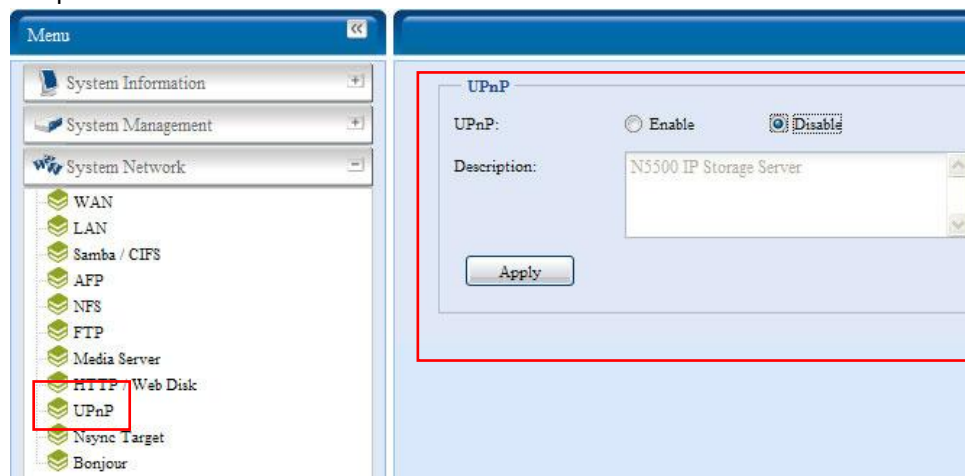 Menu
System Information
System Management
System Network
WAN
LAN
Samba / CIFS
AFP
NFS
FTP
Media Server
HTTP / Web Disk
UPnP
Nsync Target
Bonjour
UPnP
UPnP: Enable Disable
Description: N5500 IP Storage Server
Apply